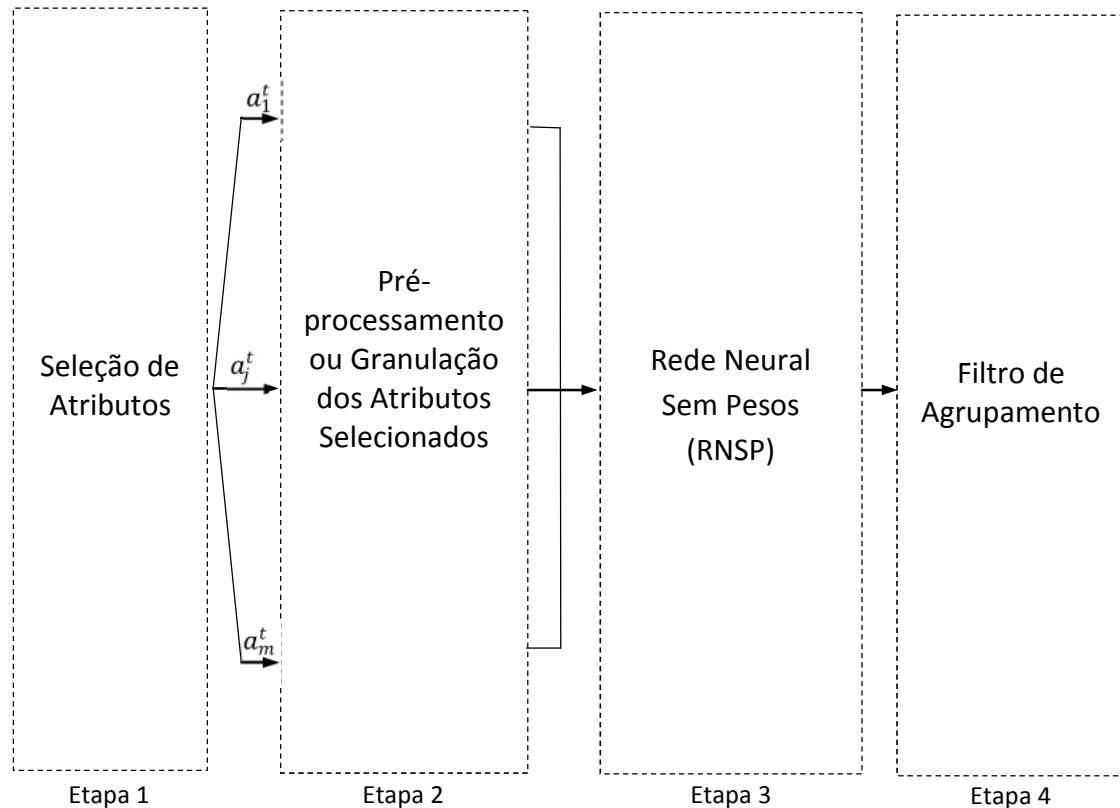 Seleção de
Atributos
a_1^t
a_j^t
a_m^t
Pré-
processamento
ou Granulação
dos Atributos
Selecionados
Rede Neural
Sem Pesos
(RNSP)
Filtro de
Agrupamento
Etapa 1
Etapa 2
Etapa 3
Etapa 4